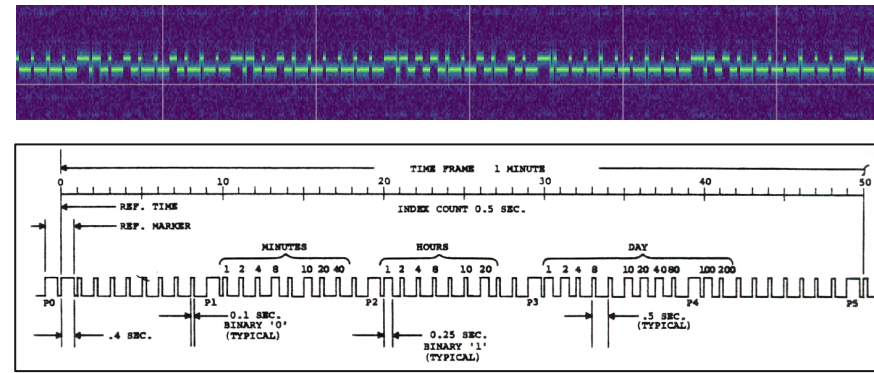 TIME FRAME 1 MINUTE
0 10 20 30 40 50
REF. TIME
INDEX COUNT 0.5 SEC.
REF. MARKER
MINUTES HOURS DAY
1 2 4 8 10 20 40 1 2 4 8 10 20 1 2 4 8 10 20 40 80 100 200
P0 P1 P2 P3 P4 P5
.4 SEC.
0.1 SEC.
BINARY '0'
(TYPICAL)
0.25 SEC.
BINARY '1'
(TYPICAL)
.5 SEC.
(TYPICAL)